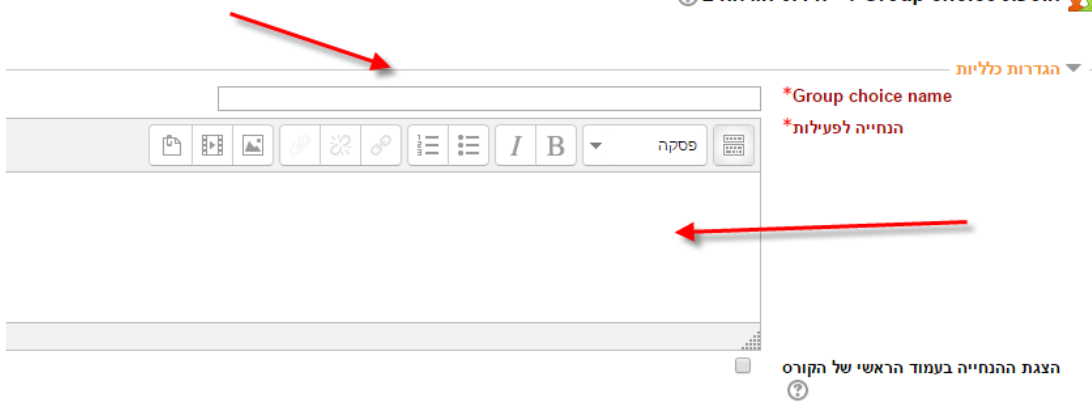 הגדרות כלליות
Group choice name*
הנחייה לפעילות*
פסקה
B I
הצגת ההנחייה בעמוד הראשי של הקורס